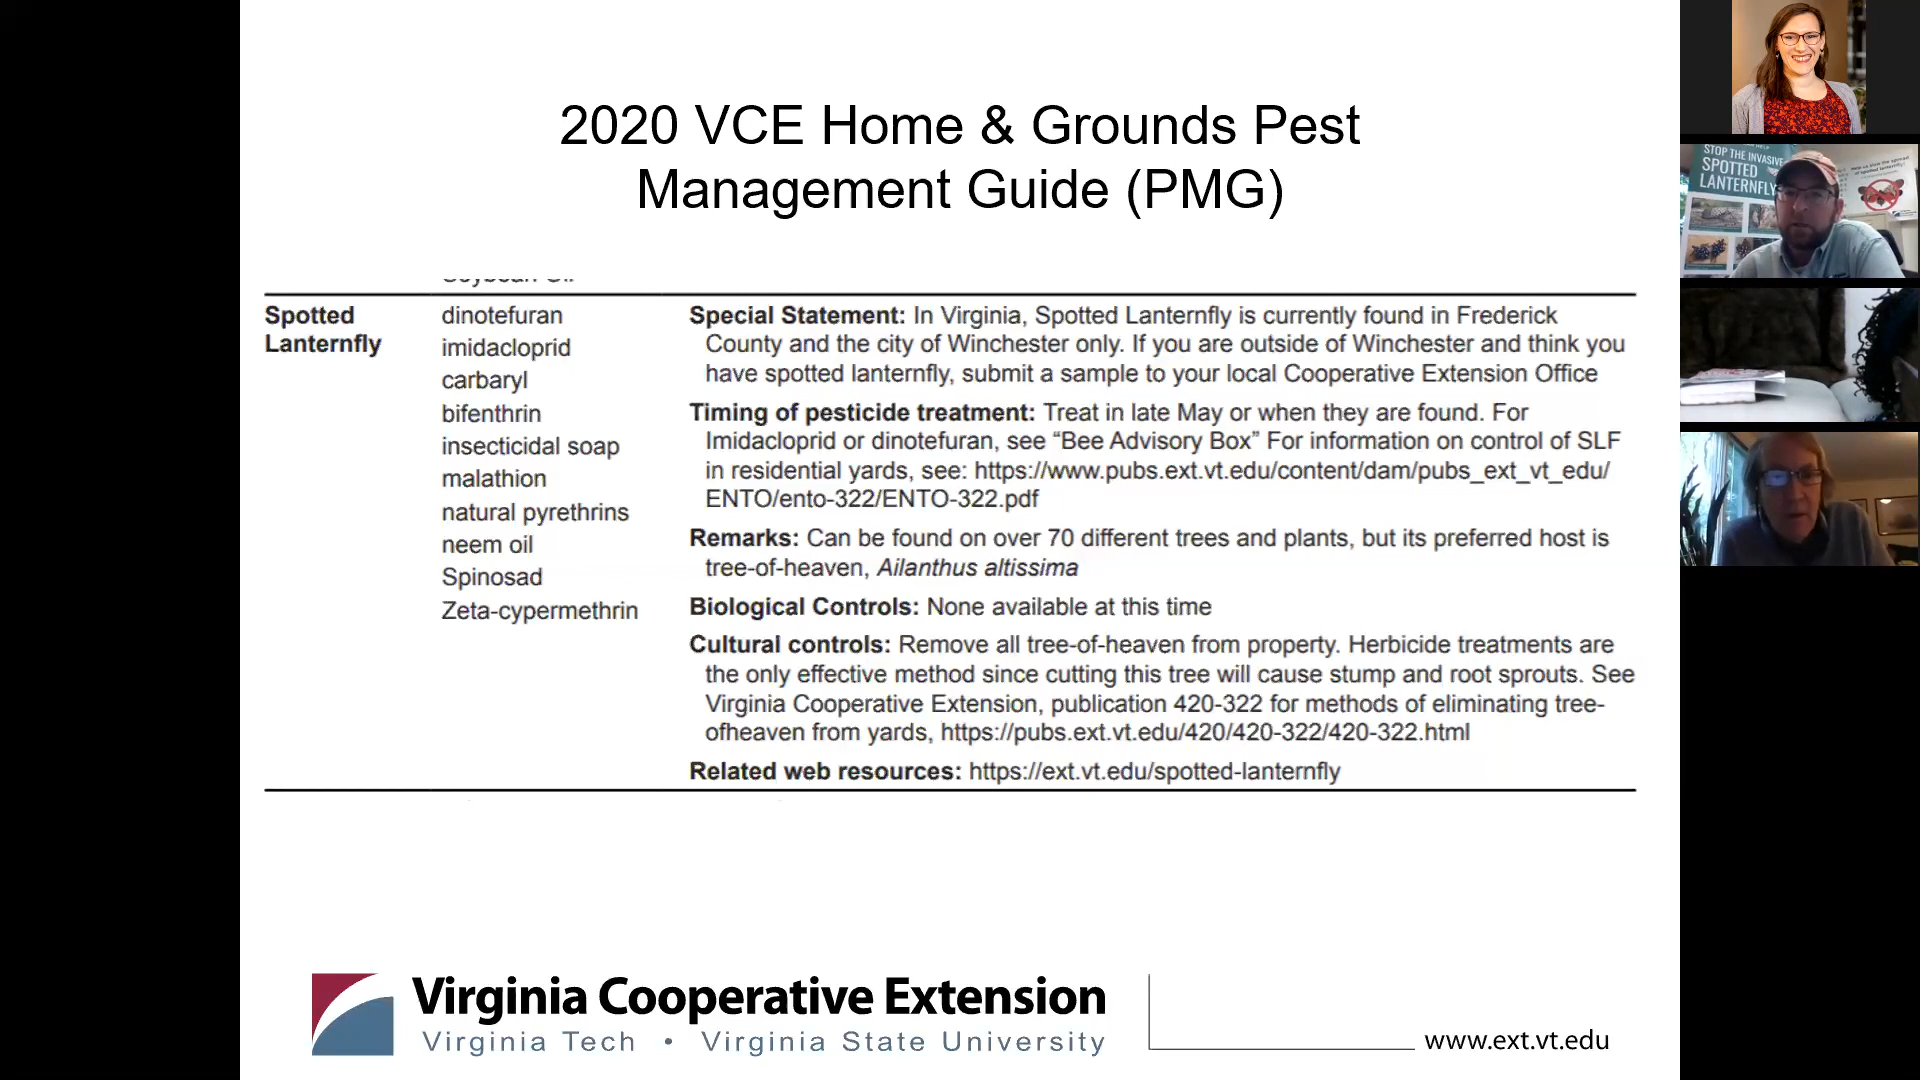 2020 VCE Home & Grounds Pest
Management Guide (PMG)
Spotted
Lanternfly
dinotefuran
imidacloprid
carbaryl
bifenthrin
insecticidal soap
malathion
natural pyrethrins
neem oil
Spinosad
Zeta-cypermethrin
Special Statement: In Virginia, Spotted Lanternfly is currently found in Frederick
County and the city of Winchester only. If you are outside of Winchester and think you
have spotted lanternfly, submit a sample to your local Cooperative Extension Office
Timing of pesticide treatment: Treat in late May or when they are found. For
Imidacloprid or dinotefuran, see “Bee Advisory Box” For information on control of SLF
in residential yards, see: https://www.pubs.ext.vt.edu/content/dam/pubs_ext_vt_edu/
ENTO/ento-322/ENTO-322.pdf
Remarks: Can be found on over 70 different trees and plants, but its preferred host is
tree-of-heaven, Ailanthus altissima
Biological Controls: None available at this time
Cultural controls: Remove all tree-of-heaven from property. Herbicide treatments are
the only effective method since cutting this tree will cause stump and root sprouts. See
Virginia Cooperative Extension, publication 420-322 for methods of eliminating tree-
ofheaven from yards, https://pubs.ext.vt.edu/420/420-322/420-322.html
Related web resources: https://ext.vt.edu/spotted-lanternfly
Virginia Cooperative Extension
Virginia Tech • Virginia State University
www.ext.vt.edu
STOP THE INVASIVE
SPOTTED
LANTERNFLY